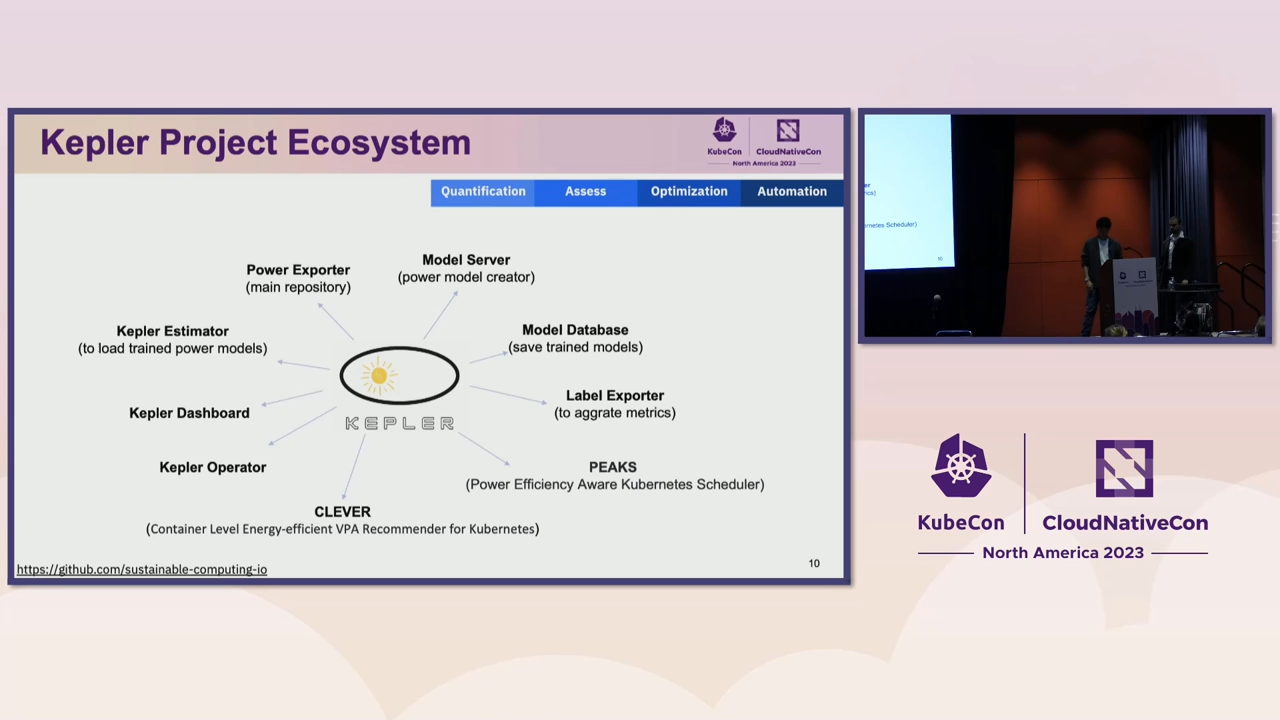 Kepler Project Ecosystem
KubeCon
CloudNativeCon
North America 2023
Quantification
Assess
Optimization
Automation
Power Exporter
(main repository)
Model Server
(power model creator)
Kepler Estimator
(to load trained power models)
Model Database
(save trained models)
Label Exporter
(to aggrate metrics)
Kepler Dashboard
KEPLER
Kepler Operator
PEAKS
(Power Efficiency Aware Kubernetes Scheduler)
CLEVER
(Container Level Energy-efficient VPA Recommender for Kubernetes)
https://github.com/sustainable-computing-io
10
Scheduler)
KubeCon
CloudNativeCon
North America 2023